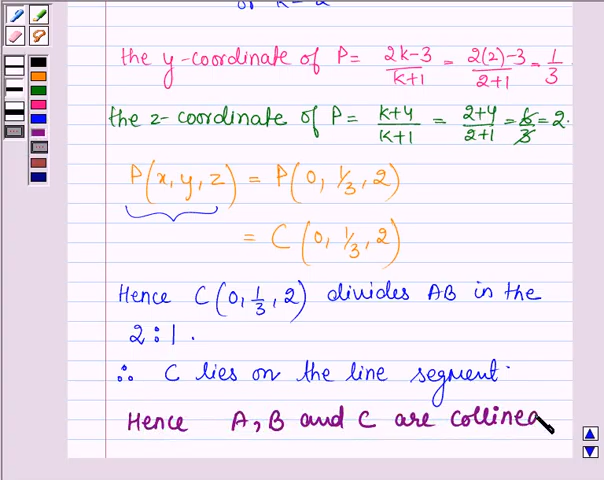 or k = 2
the y-coordinate of P = 2k-3/k+1 = 2(2)-3/2+1 = 1/3
the z-coordinate of P = k+4/k+1 = 2+4/2+1 = 6/3 = 2.
P(x, y, z) = P(0, 1/3, 2)
= C(0, 1/3, 2)
Hence C(0, 1/3, 2) divides AB in the
2:1.
∴ C lies on the line segment.
Hence A, B and C are collinea